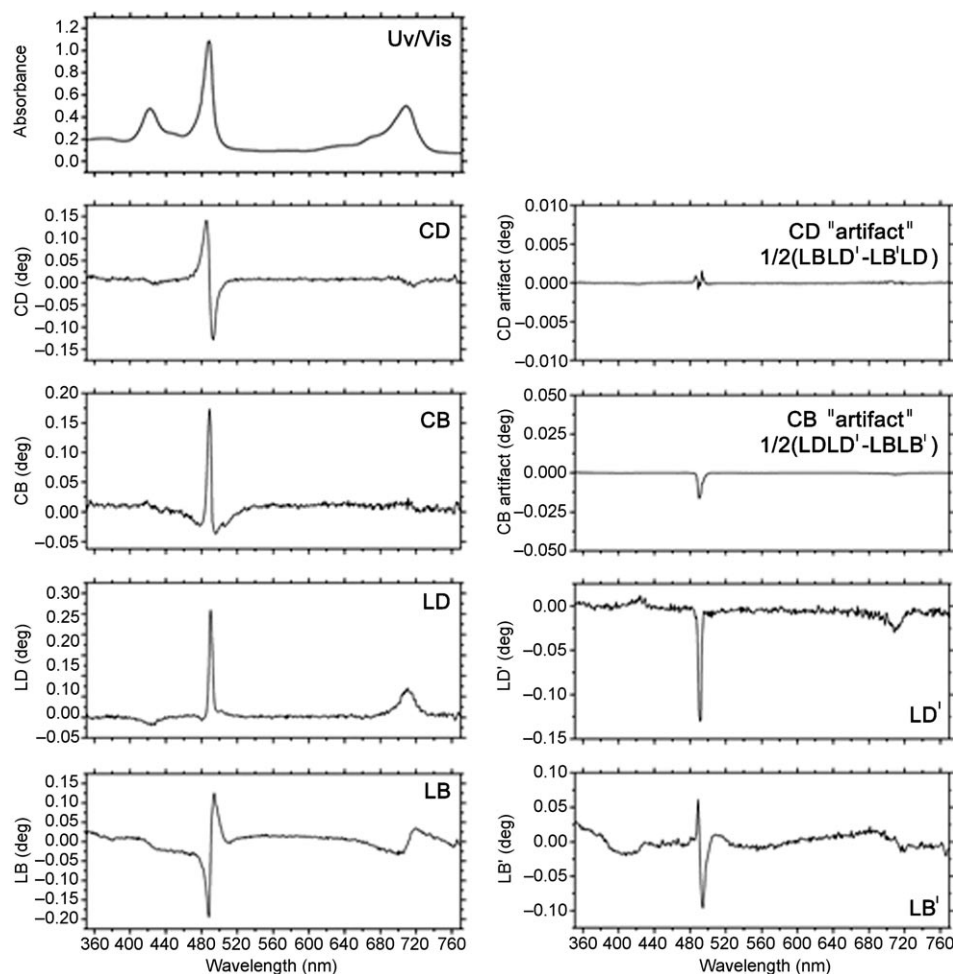 Uv/Vis
Absorbance
1.2
1.0
0.8
0.6
0.4
0.2
0.0
CD
CD (deg)
0.15
0.10
0.05
0.00
–0.05
–0.10
–0.15
CD "artifact"
1/2(LBLD'-LB'LD)
CD artifact (deg)
0.010
0.005
0.000
–0.005
–0.010
CB
CB (deg)
0.20
0.15
0.10
0.00
–0.05
CB "artifact"
1/2(LDLD'-LBLB')
CB artifact (deg)
0.050
0.025
0.000
–0.025
–0.050
LD
LD (deg)
0.30
0.25
0.20
0.10
0.00
–0.05
LD'
LD' (deg)
0.00
–0.05
–0.10
–0.15
LB
LB (deg)
0.15
0.10
0.05
0.00
–0.05
–0.10
–0.15
–0.20
360 400 440 480 520 560 600 640 680 720 760
Wavelength (nm)
LB'
LB' (deg)
0.10
0.05
0.00
–0.05
–0.10
360 400 440 480 520 560 600 640 680 720 760
Wavelength (nm)